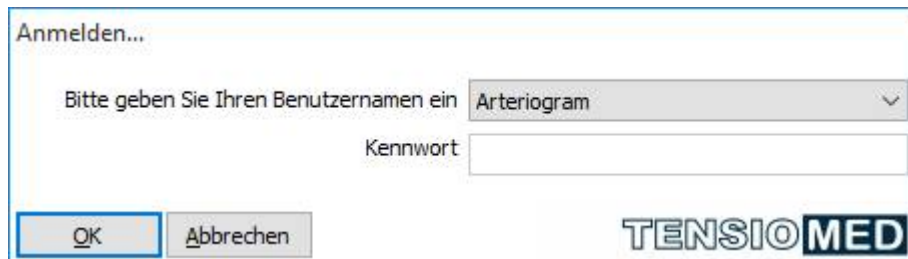 Anmelden...
Bitte geben Sie Ihren Benutzernamen ein Arteriogram
Kennwort
OK Abbrechen TENSIOMED